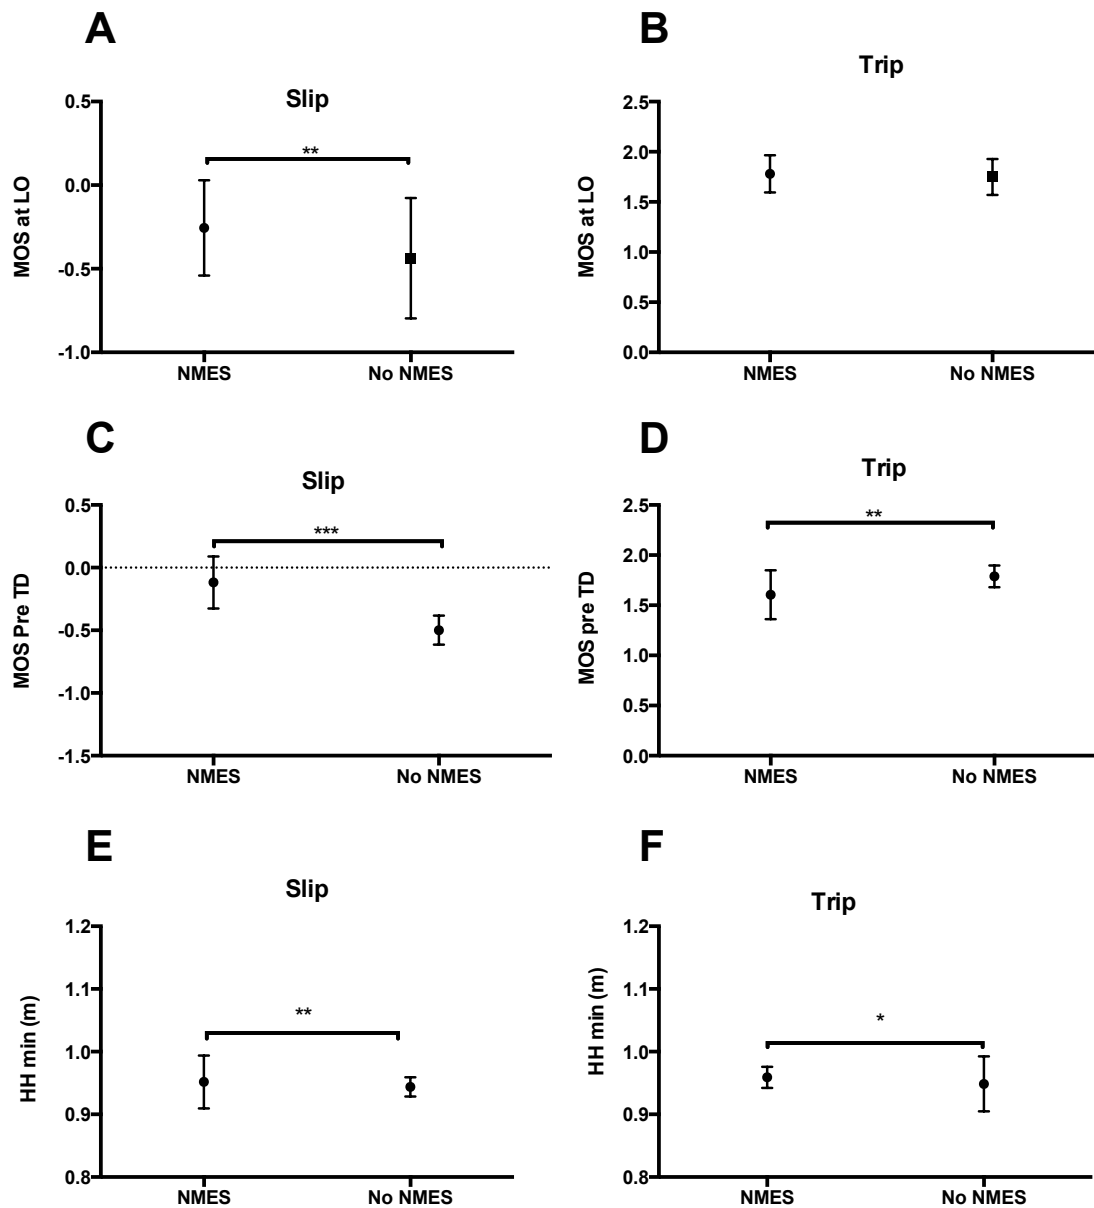 A
Slip
**
MOS at LO
0.5
0.0
-0.5
-1.0
NMES No NMES
B
Trip
MOS at LO
2.5
2.0
1.5
1.0
0.5
0.0
NMES No NMES
C
Slip
***
MOS Pre TD
0.5
0.0
-0.5
-1.0
-1.5
NMES No NMES
D
Trip
**
MOS pre TD
2.5
2.0
1.5
1.0
0.5
0.0
NMES No NMES
E
Slip
**
HH min (m)
1.2
1.1
1.0
0.9
0.8
NMES No NMES
F
Trip
*
HH min (m)
1.2
1.1
1.0
0.9
0.8
NMES No NMES